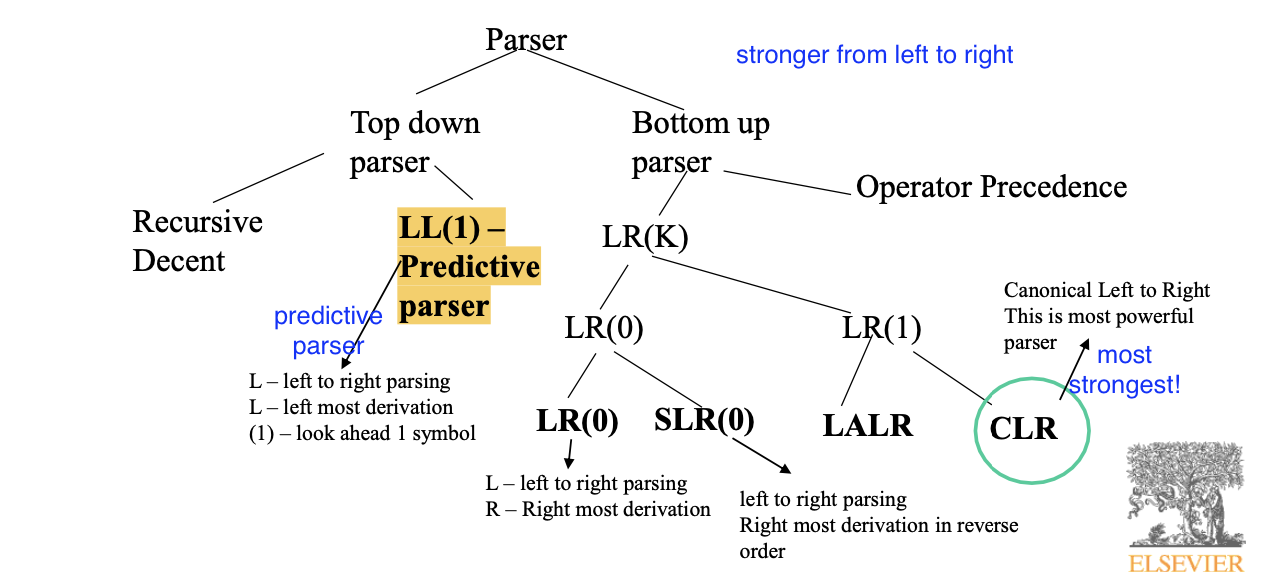 Parser
stronger from left to right
Top down
parser
Bottom up
parser
Operator Precedence
Recursive
Decent
LL(1) –
Predictive
parser
LR(K)
predictive
parser
LR(0)
LR(1)
Canonical Left to Right
This is most powerful
parser
most
strongest!
L – left to right parsing
L – left most derivation
(1) – look ahead 1 symbol
LR(0)
SLR(0)
LALR
CLR
L – left to right parsing
R – Right most derivation
left to right parsing
Right most derivation in reverse
order
ELSEVIER